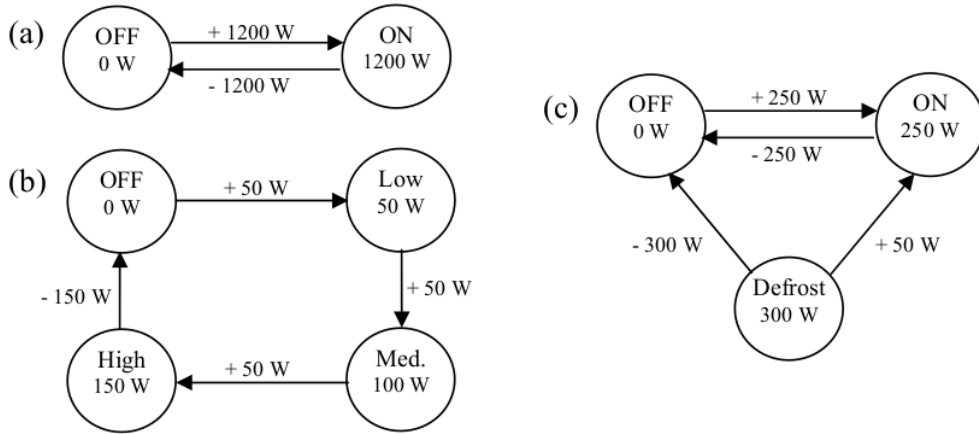 (a)
OFF
0 W
+ 1200 W
- 1200 W
ON
1200 W
(b)
OFF
0 W
+ 50 W
Low
50 W
+ 50 W
Med.
100 W
+ 50 W
High
150 W
- 150 W
(c)
OFF
0 W
+ 250 W
- 250 W
ON
250 W
- 300 W
+ 50 W
Defrost
300 W